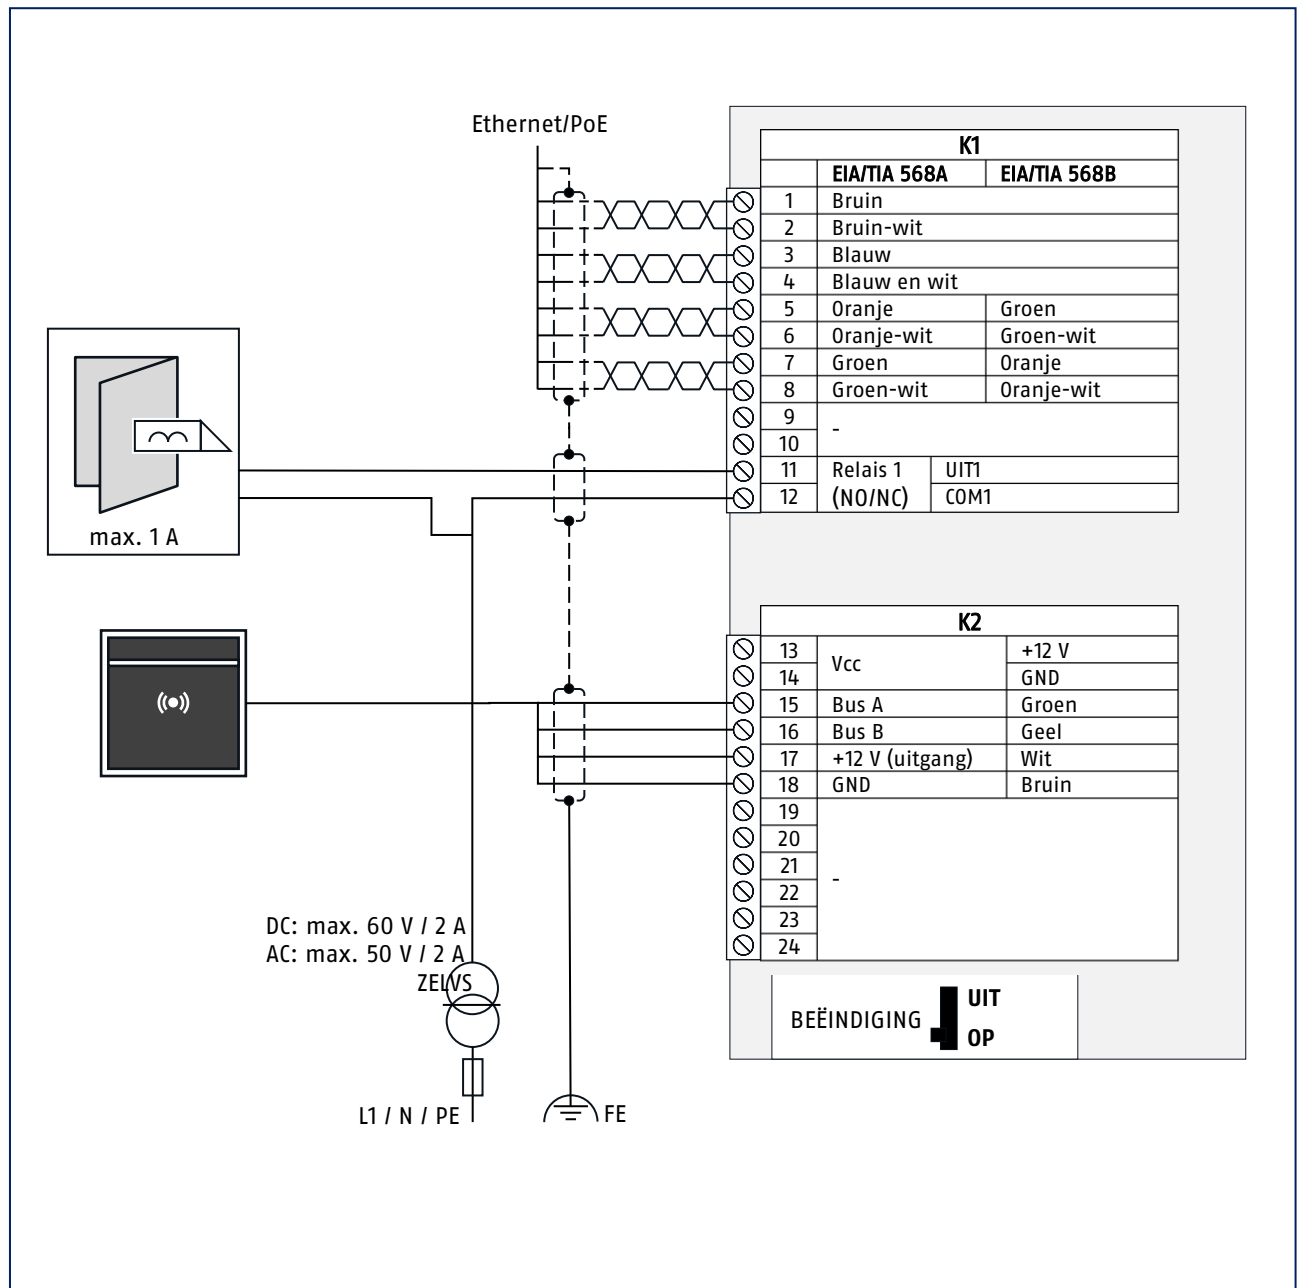 Ethernet/PoE
K1
EIA/TIA 568A EIA/TIA 568B
1 Bruin
2 Bruin-wit
3 Blauw
4 Blauw en wit
5 Oranje Groen
6 Oranje-wit Groen-wit
7 Groen Oranje
8 Groen-wit Oranje-wit
9
-
10
11 Relais 1 UIT1
12 (NO/NC) COM1
max. 1 A
K2
13 Vcc +12 V
14 GND
15 Bus A Groen
16 Bus B Geel
17 +12 V (uitgang) Wit
18 GND Bruin
19
20
21
-
22
23
24
DC: max. 60 V / 2 A
AC: max. 50 V / 2 A
ZELVS
BEËINDIGING UIT
OP
L1 / N / PE
FE